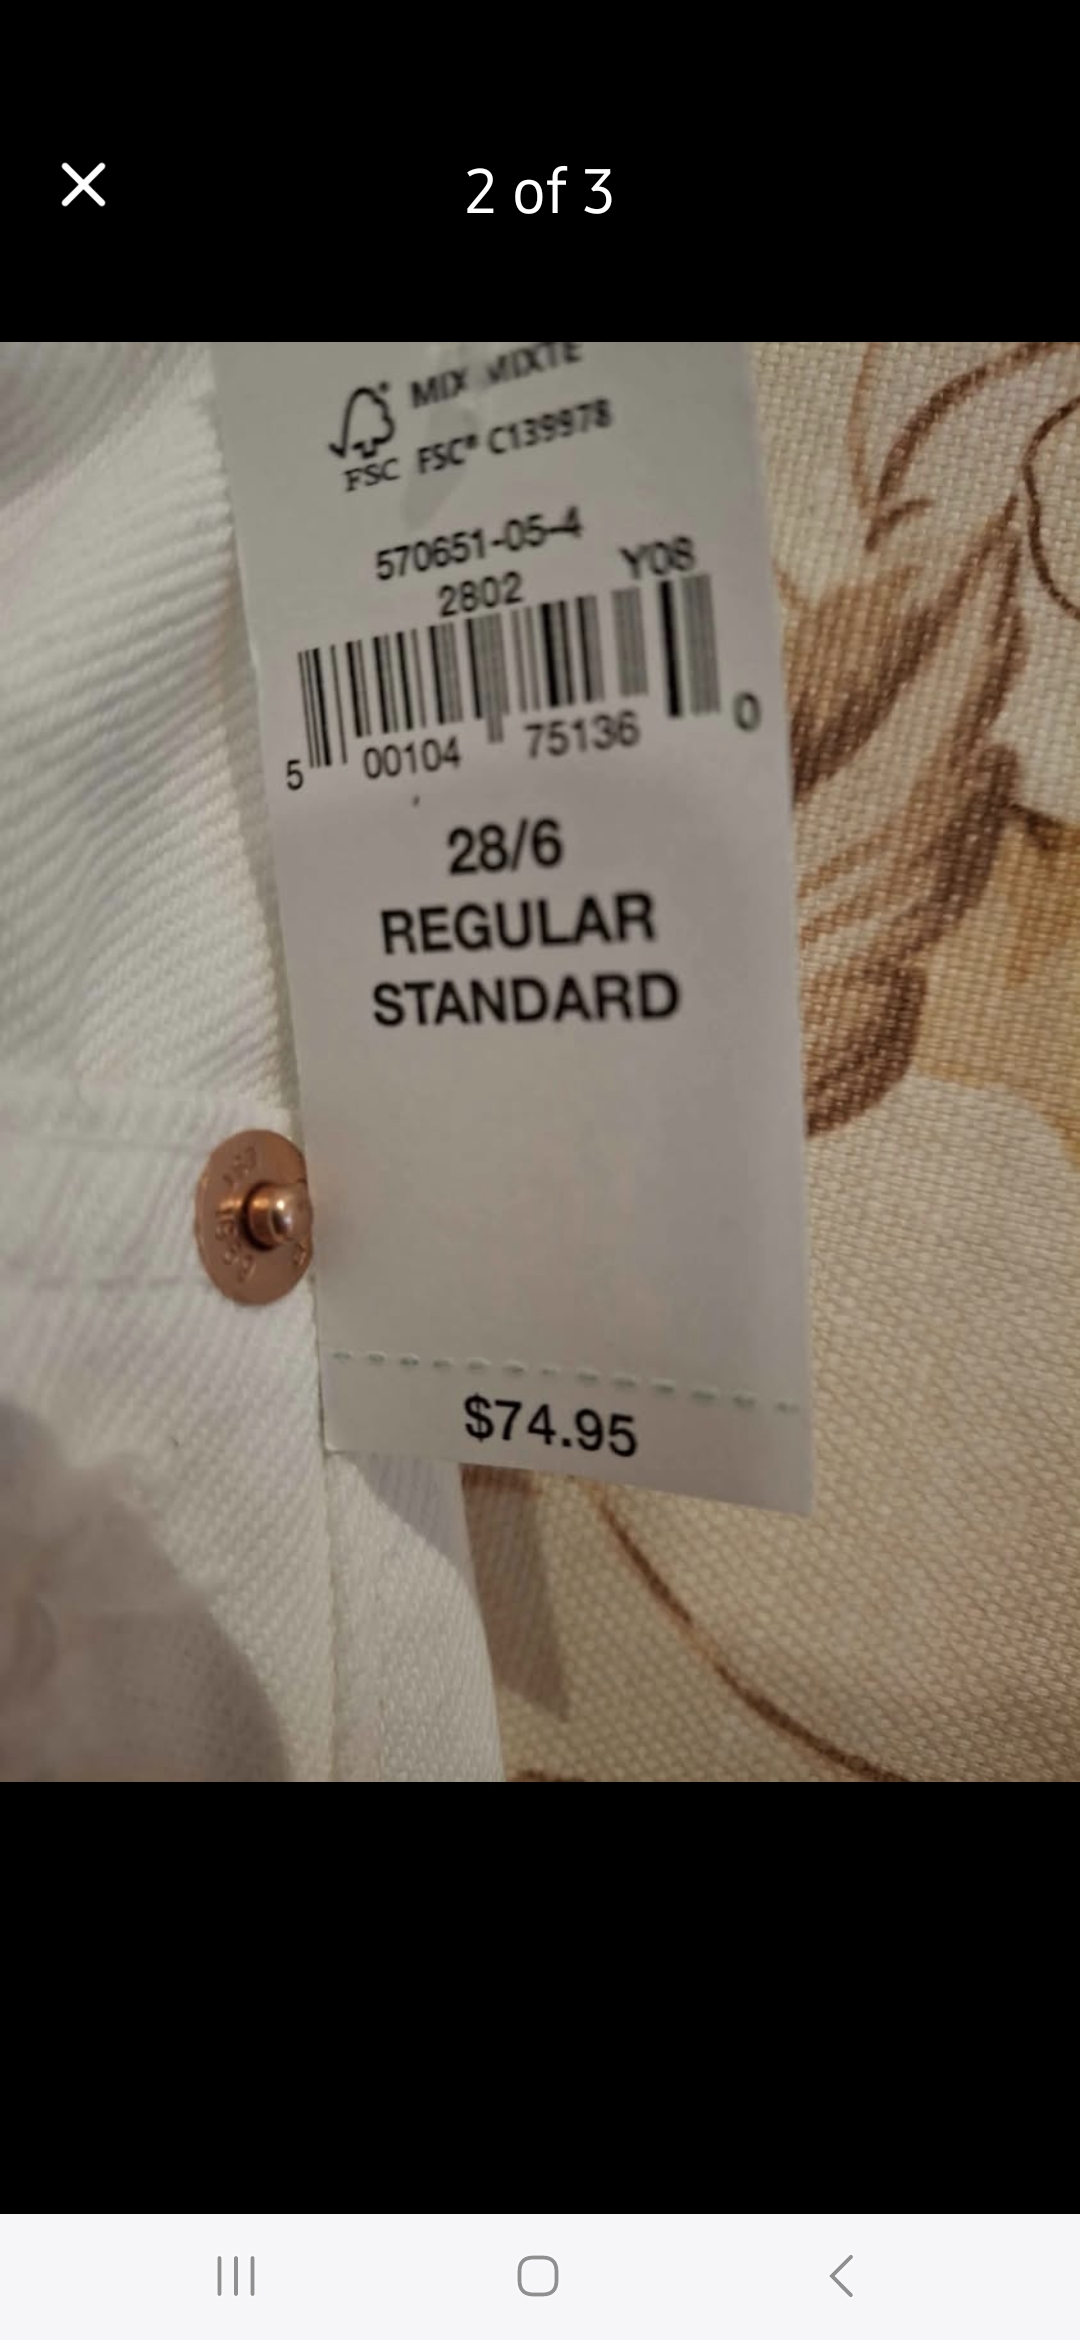 2 of 3
MIX MIXTE
FSC FSC® C139978
570651-05-4
2802 Y08
5 00104 75136 0
28/6
REGULAR
STANDARD
$74.95